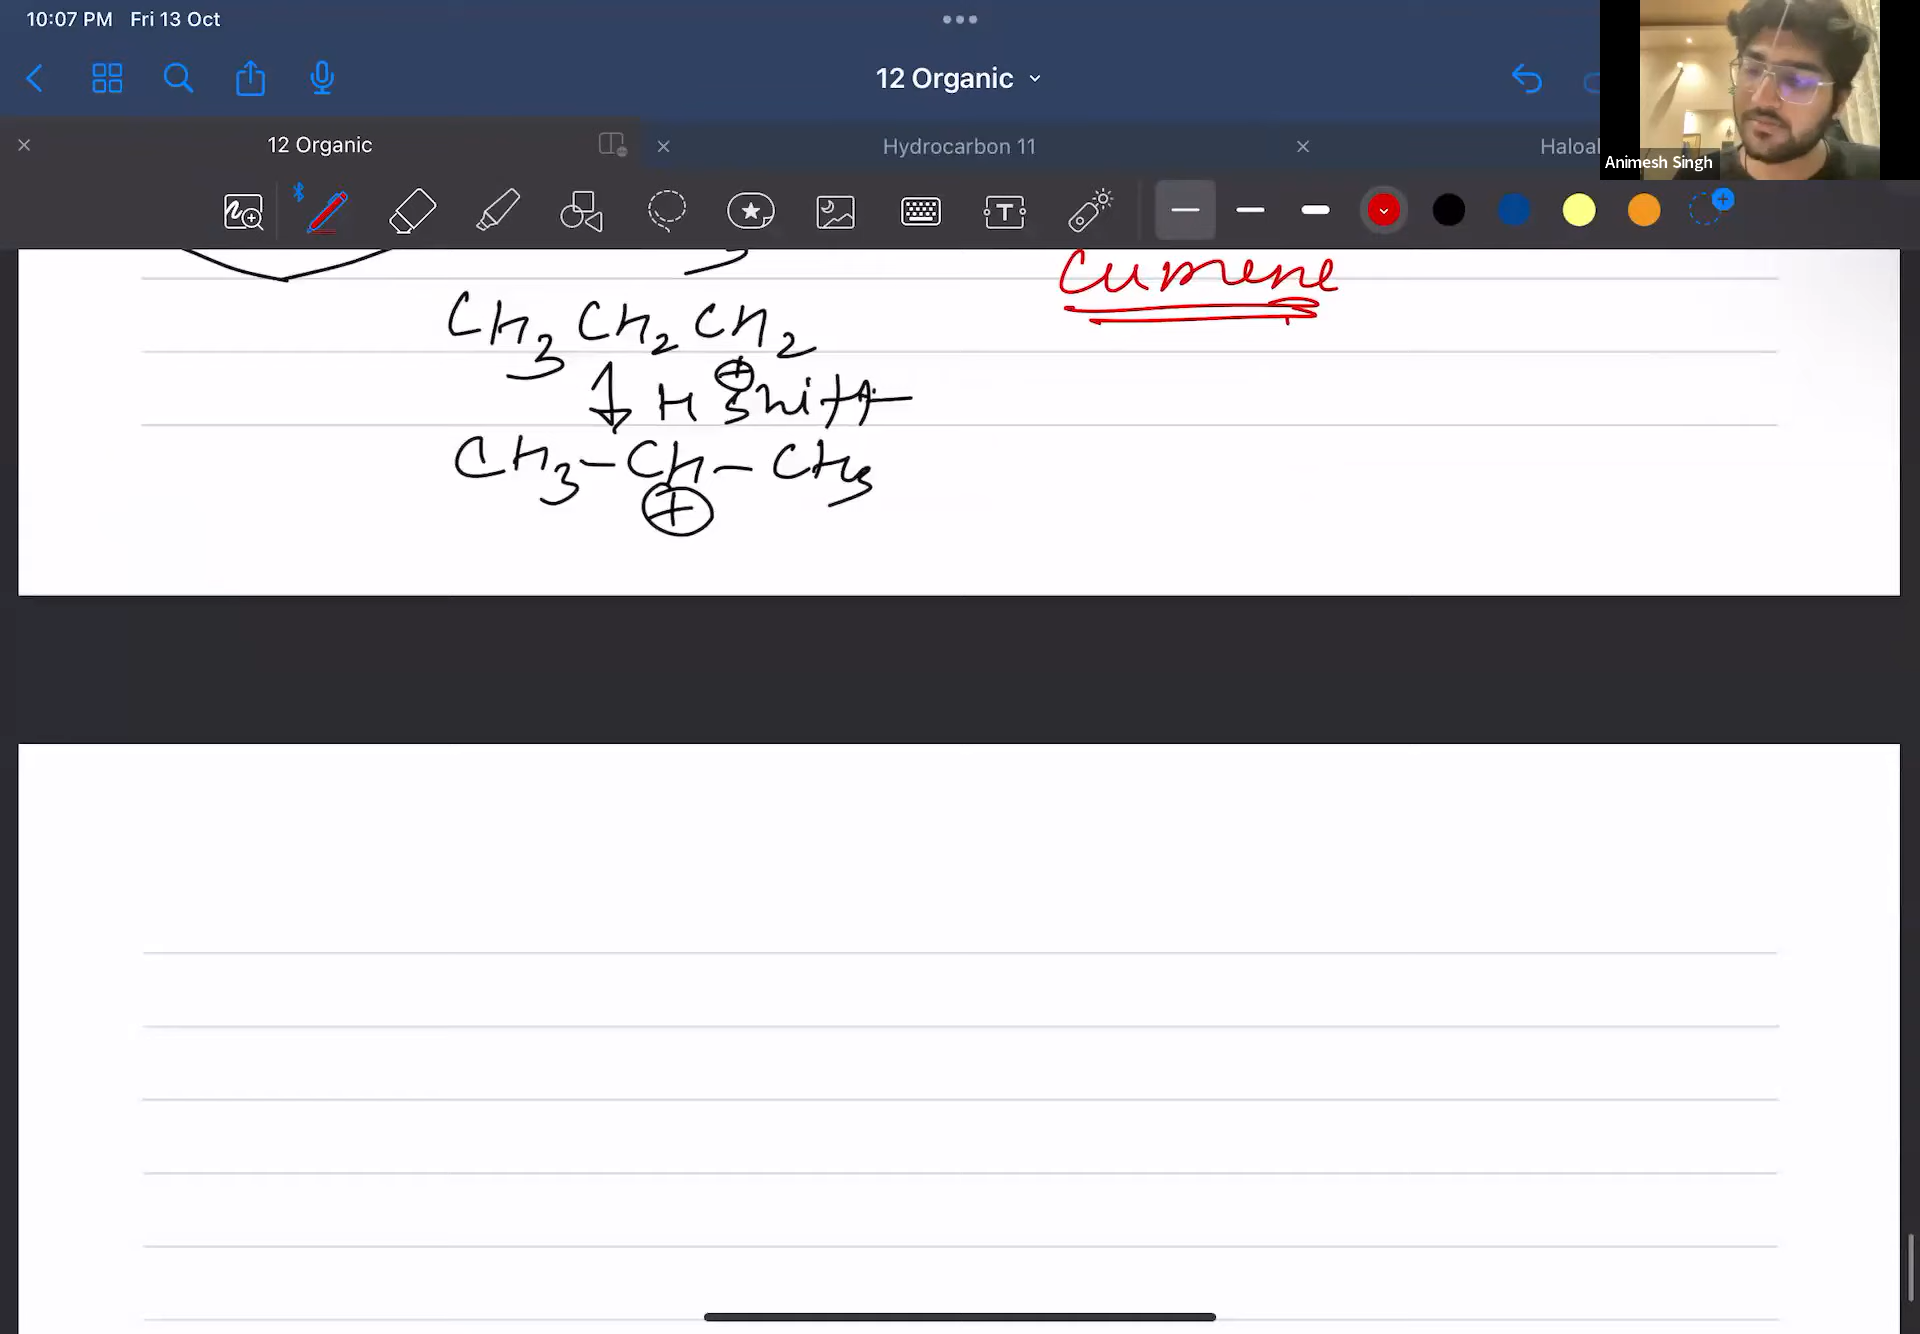 10:07 PM Fri 13 Oct
12 Organic
12 Organic
Hydrocarbon 11
Haloal
Animesh Singh
T
Cumene
CH3 CH2 CH2
⊕
H Shift
CH3-CH-CH3
⊕